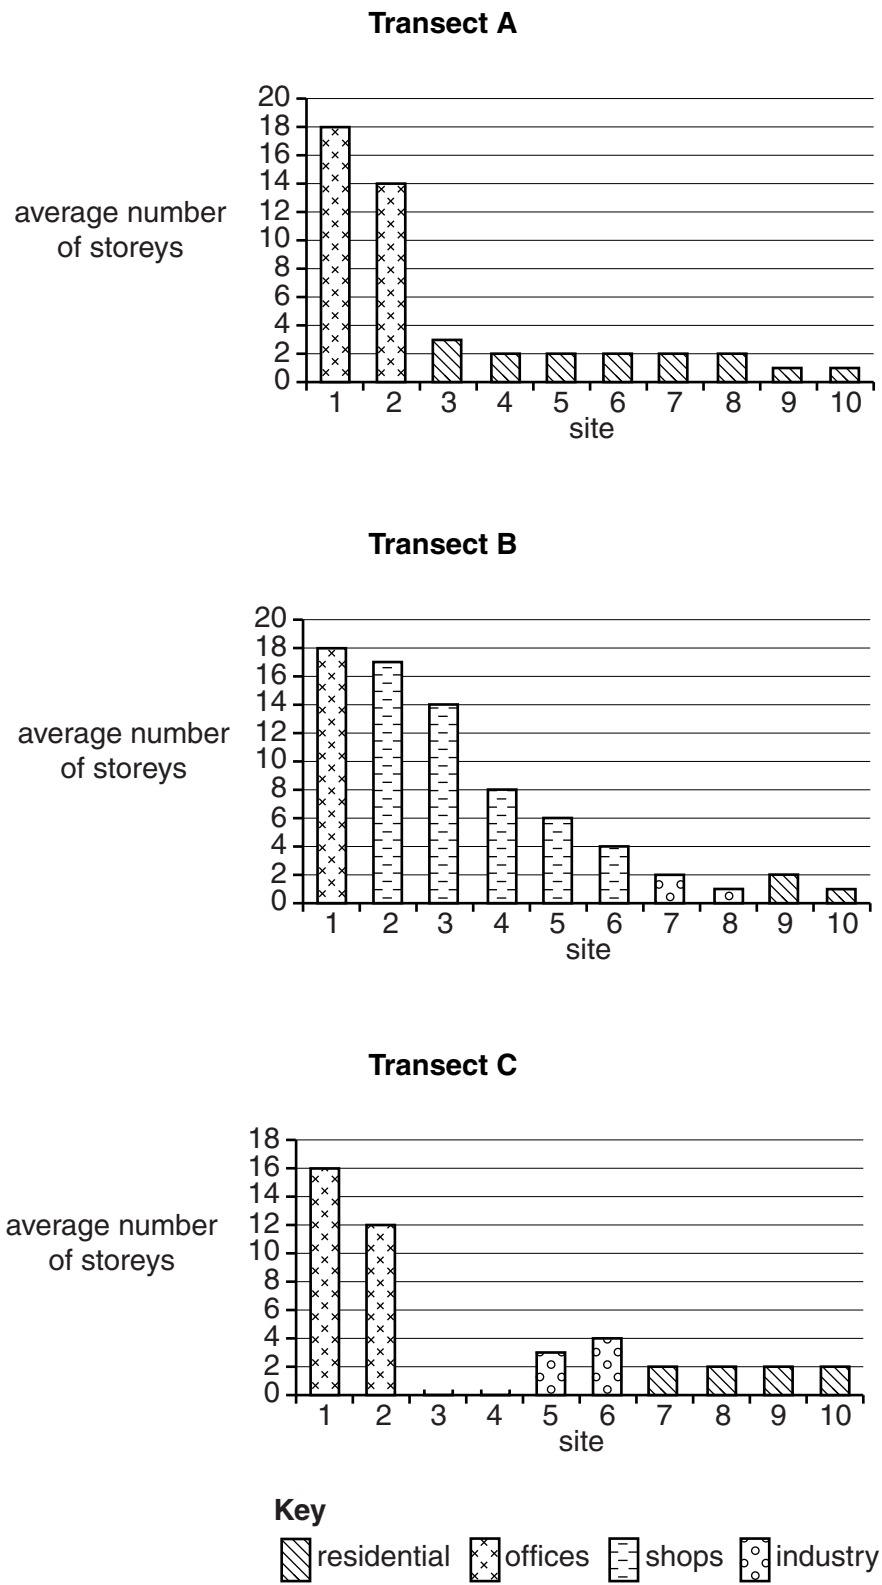 Transect A
20
18
16
14
12
10
8
6
4
2
0
average number
of storeys
1 2 3 4 5 6 7 8 9 10
site
Transect B
20
18
16
14
12
10
8
6
4
2
0
average number
of storeys
1 2 3 4 5 6 7 8 9 10
site
Transect C
18
16
14
12
10
8
6
4
2
0
average number
of storeys
1 2 3 4 5 6 7 8 9 10
site
Key
residential offices shops industry